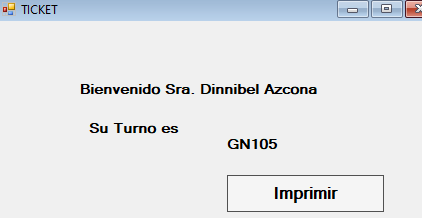 TICKET
Bienvenido Sra. Dinnibel Azcona
Su Turno es
GN105
Imprimir